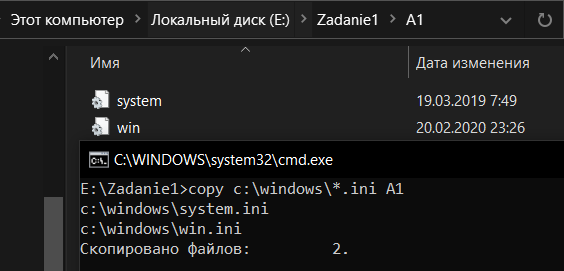 Этот компьютер > Локальный диск (E:) > Zadanie1 > A1
Имя Дата изменения
system 19.03.2019 7:49
win 20.02.2020 23:26
C:\WINDOWS\system32\cmd.exe
E:\Zadanie1>copy c:\windows\*.ini A1
c:\windows\system.ini
c:\windows\win.ini
Скопировано файлов: 2.